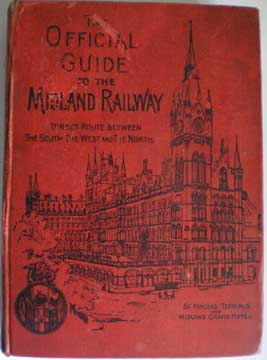 THE
OFFICIAL
GUIDE
TO THE
MIDLAND RAILWAY
DIRECT ROUTE BETWEEN
THE SOUTH THE WEST AND THE NORTH
ST PANCRAS TERMINUS
AND
MIDLAND GRAND HOTEL